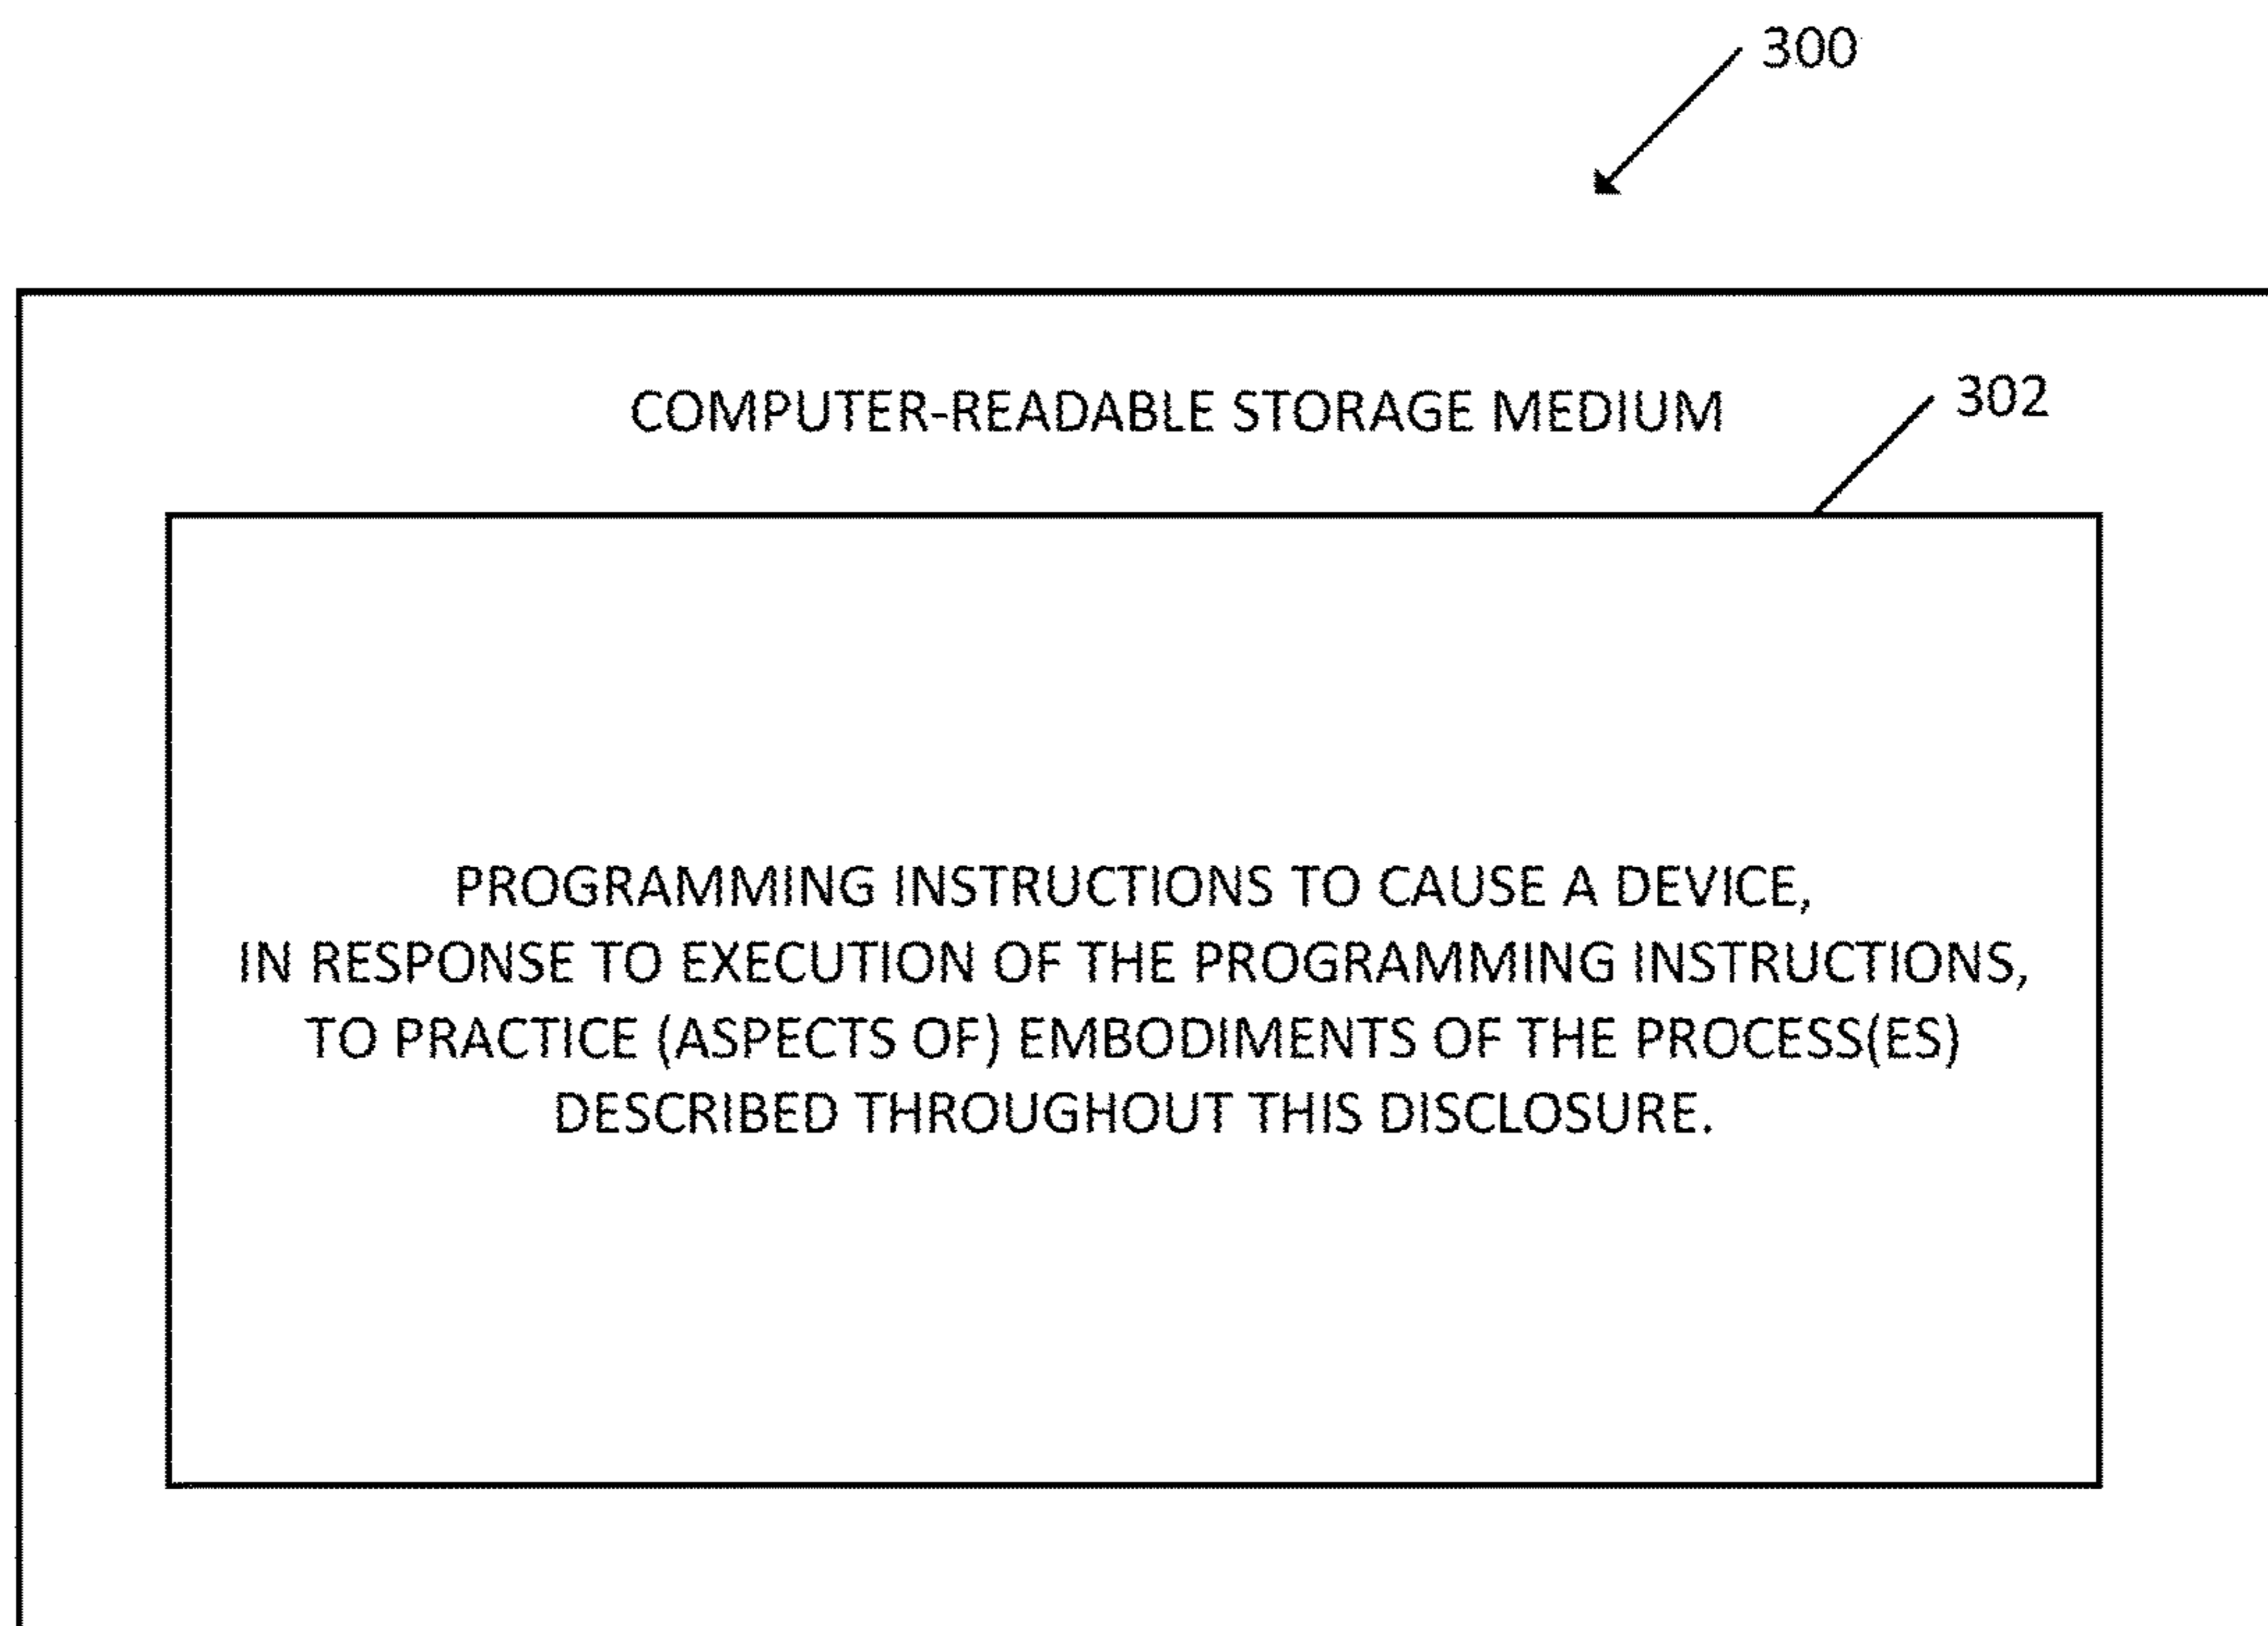 300
COMPUTER-READABLE STORAGE MEDIUM
302
PROGRAMMING INSTRUCTIONS TO CAUSE A DEVICE,
IN RESPONSE TO EXECUTION OF THE PROGRAMMING INSTRUCTIONS,
TO PRACTICE (ASPECTS OF) EMBODIMENTS OF THE PROCESS(ES)
DESCRIBED THROUGHOUT THIS DISCLOSURE.